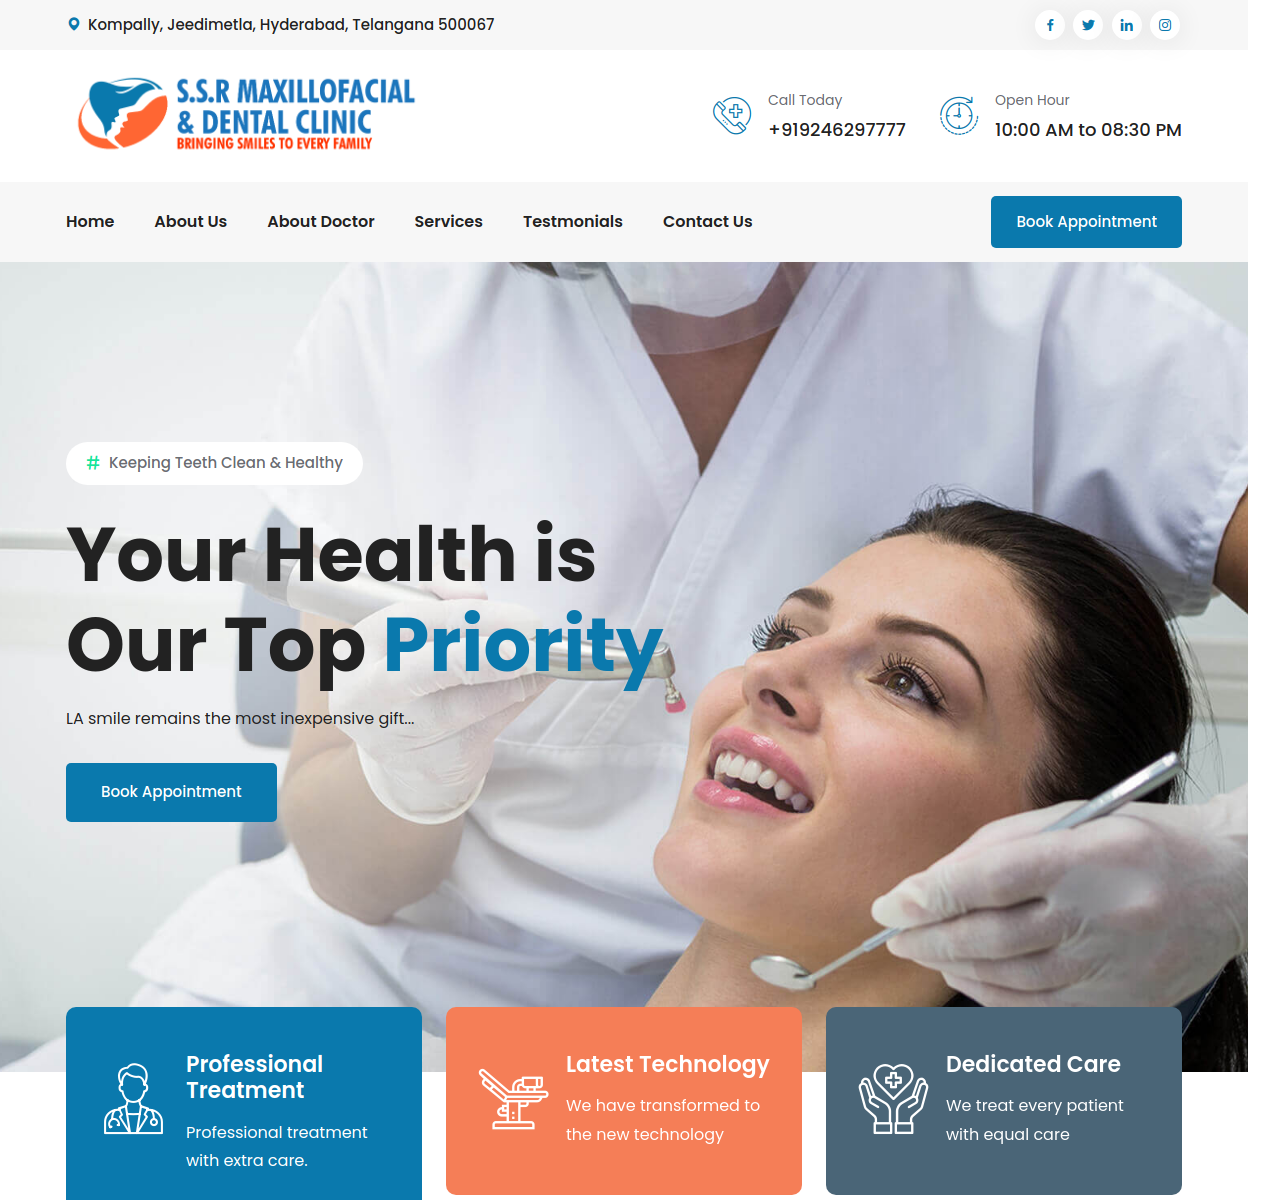 Kompally, Jeedimetla, Hyderabad, Telangana 500067
S.S.R MAXILLOFACIAL
& DENTAL CLINIC
BRINGING SMILES TO EVERY FAMILY
Call Today
+919246297777
Open Hour
10:00 AM to 08:30 PM
Home About Us About Doctor Services Testmonials Contact Us Book Appointment
# Keeping Teeth Clean & Healthy
Your Health is
Our Top Priority
LA smile remains the most inexpensive gift...
Book Appointment
Professional
Treatment
Professional treatment
with extra care.
Latest Technology
We have transformed to
the new technology
Dedicated Care
We treat every patient
with equal care